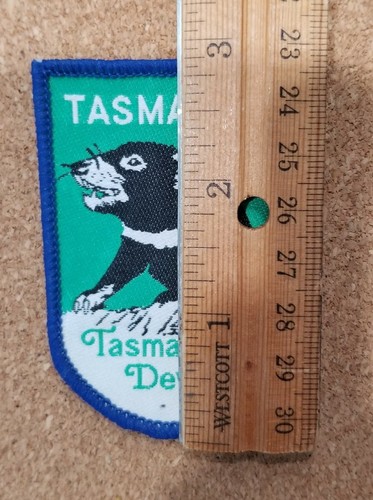 TASMA
Tasma
Dev
3
2
1
WESTCOTT
23
24
25
26
27
28
29
30